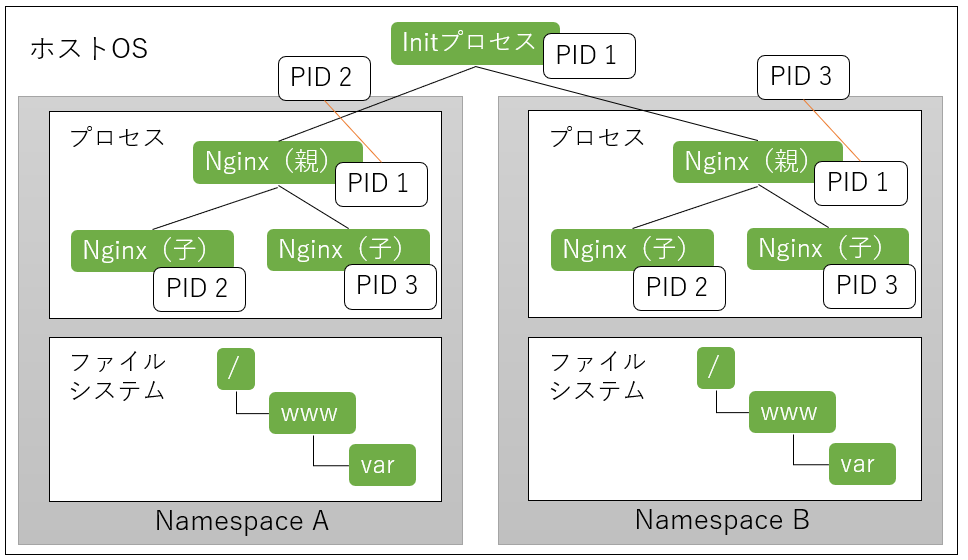 ホストOS
Initプロセス
PID 1
PID 2
PID 3
プロセス
Nginx（親）
PID 1
Nginx（子）
PID 2
Nginx（子）
PID 3
ファイル
システム
/
www
var
Namespace A
プロセス
Nginx（親）
PID 1
Nginx（子）
PID 2
Nginx（子）
PID 3
ファイル
システム
/
www
var
Namespace B